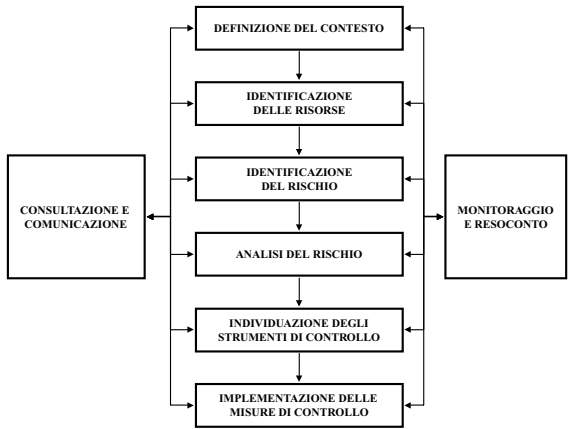 DEFINIZIONE DEL CONTESTO
IDENTIFICAZIONE
DELLE RISORSE
IDENTIFICAZIONE
DEL RISCHIO
CONSULTAZIONE E
COMUNICAZIONE
MONITORAGGIO
E RESOCONTO
ANALISI DEL RISCHIO
INDIVIDUAZIONE DEGLI
STRUMENTI DI CONTROLLO
IMPLEMENTAZIONE DELLE
MISURE DI CONTROLLO